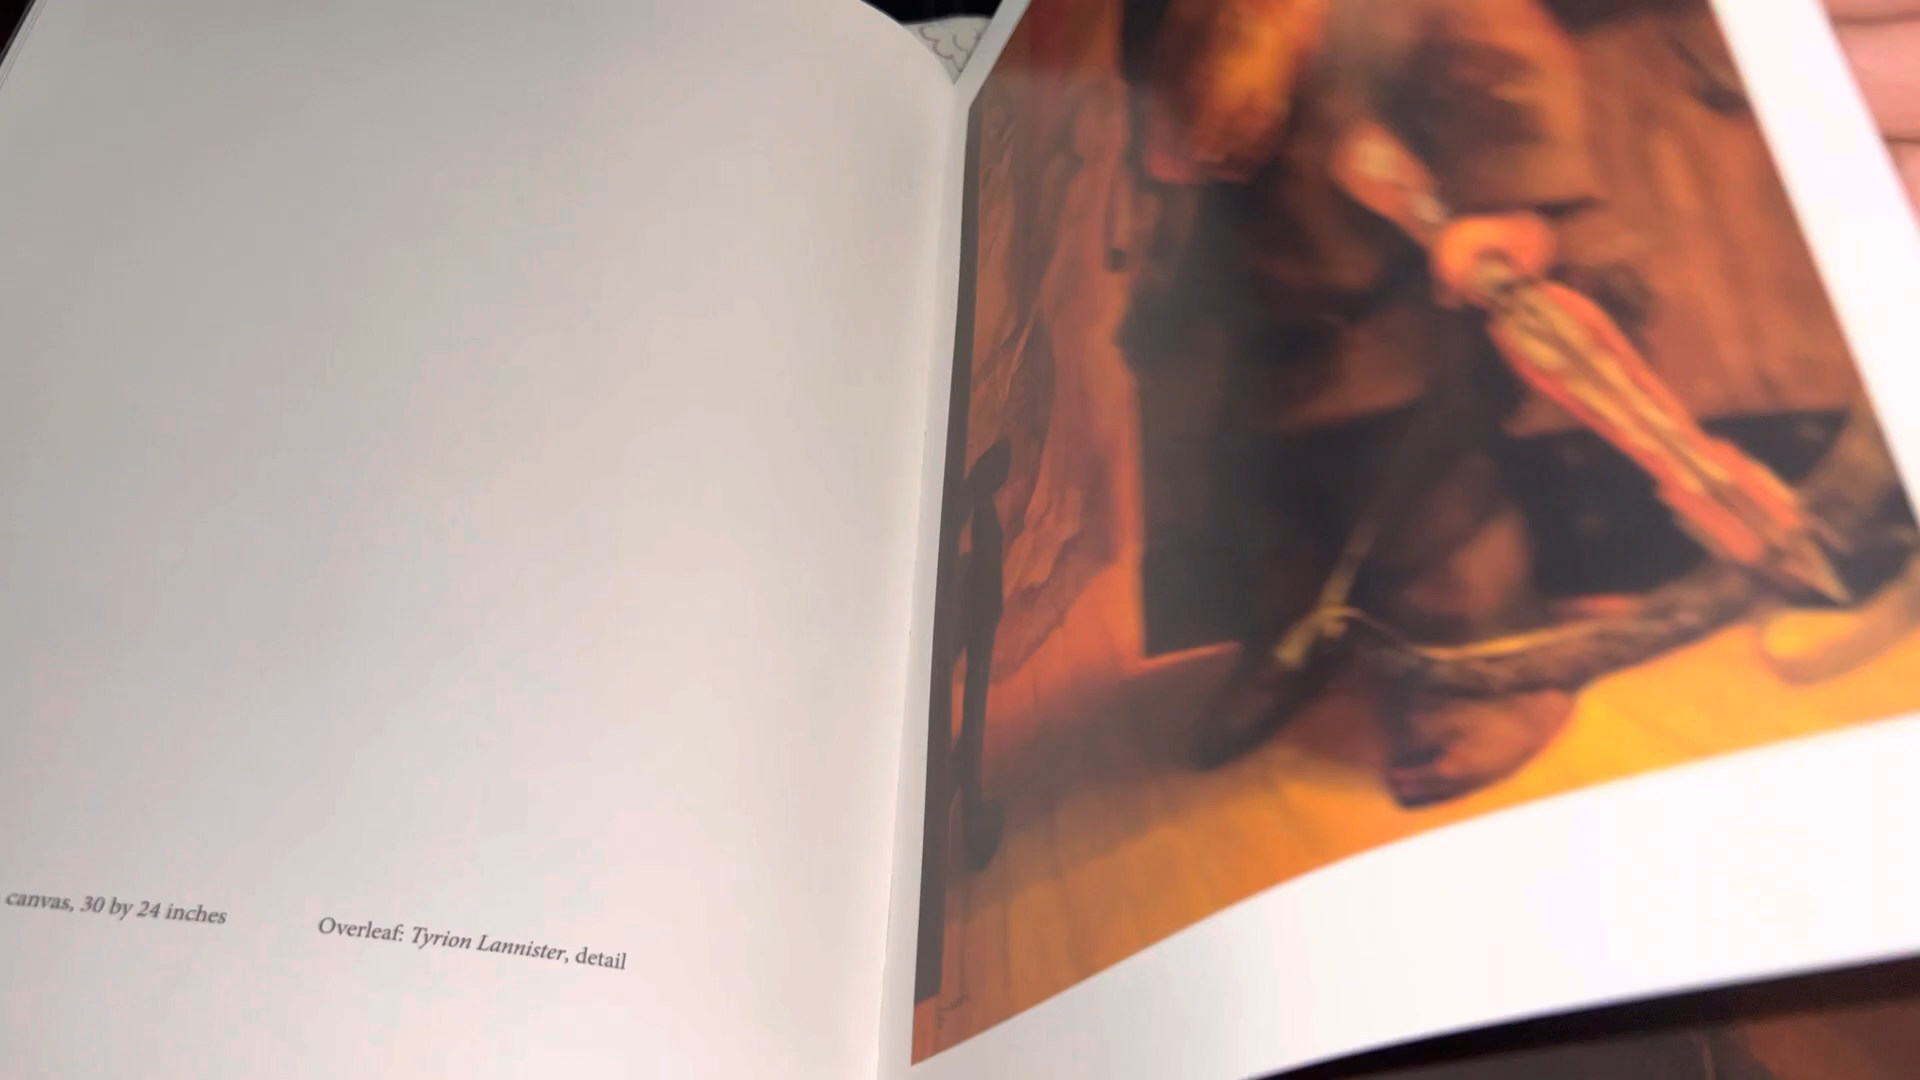 canvas, 30 by 24 inches
Overleaf: Tyrion Lannister, detail